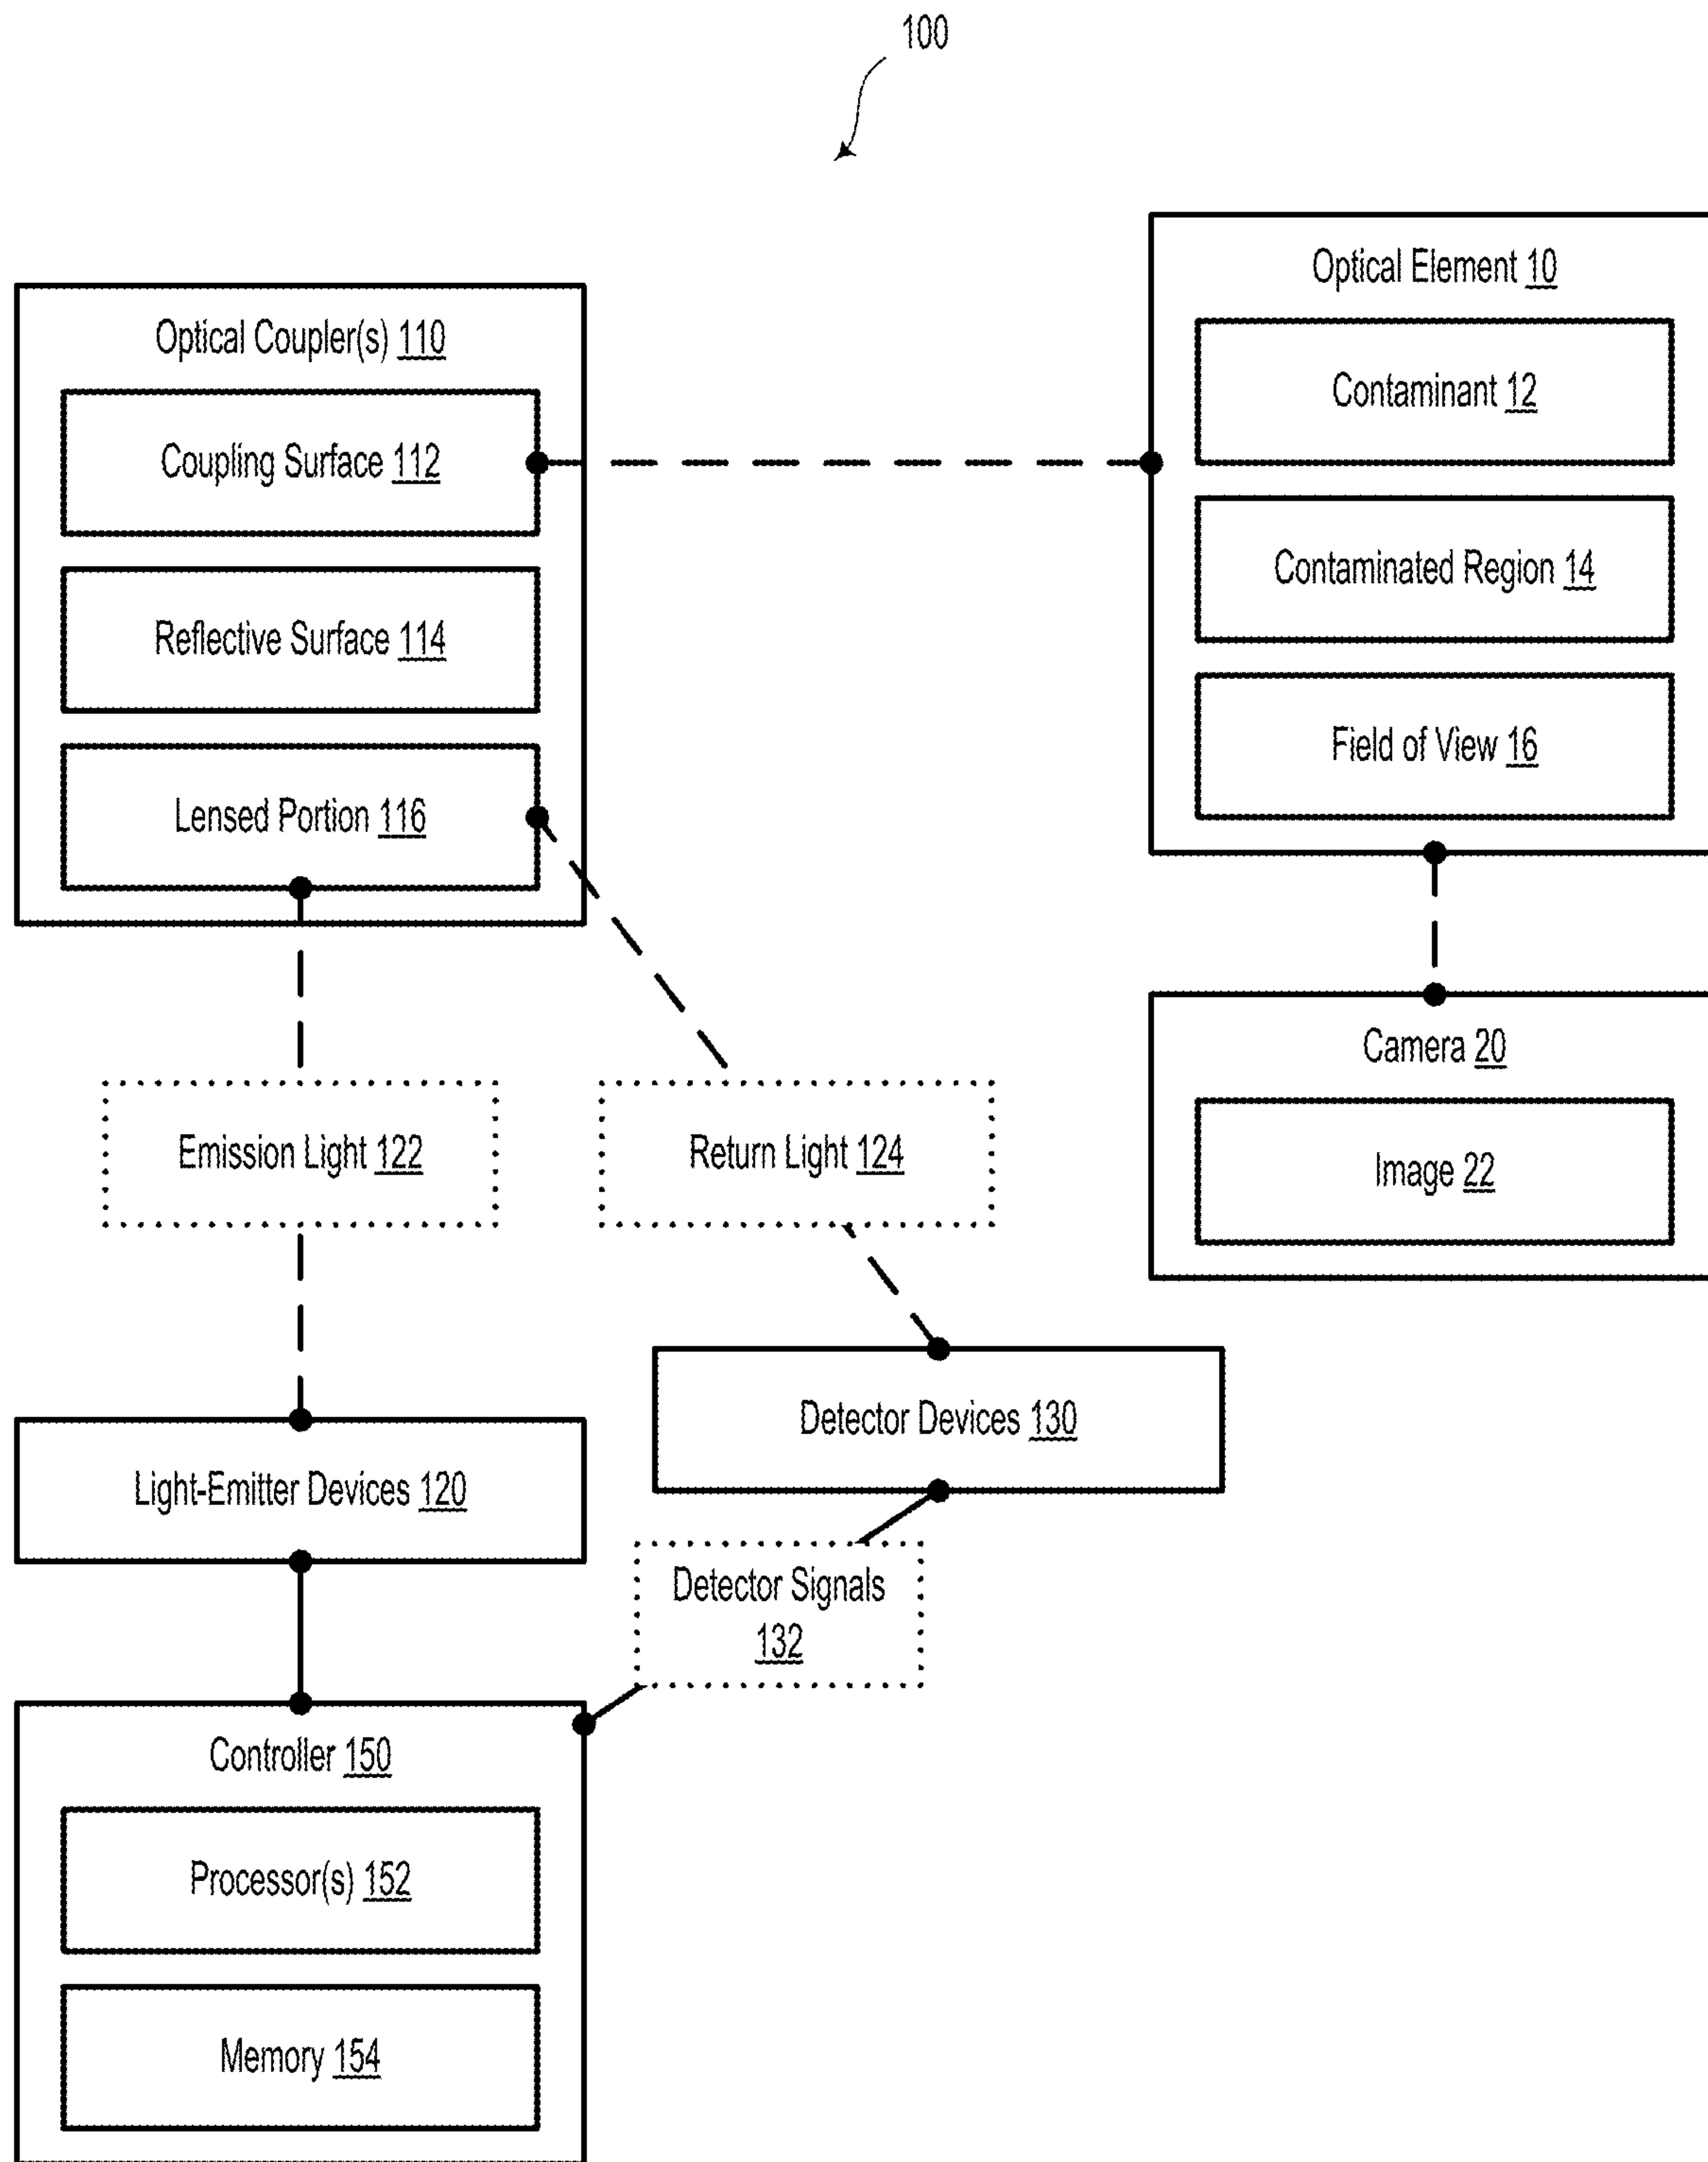 100
Optical Coupler(s) 110
Coupling Surface 112
Reflective Surface 114
Lensed Portion 116
Optical Element 10
Contaminant 12
Contaminated Region 14
Field of View 16
Camera 20
Image 22
Emission Light 122
Return Light 124
Detector Devices 130
Light-Emitter Devices 120
Detector Signals
132
Controller 150
Processor(s) 152
Memory 154